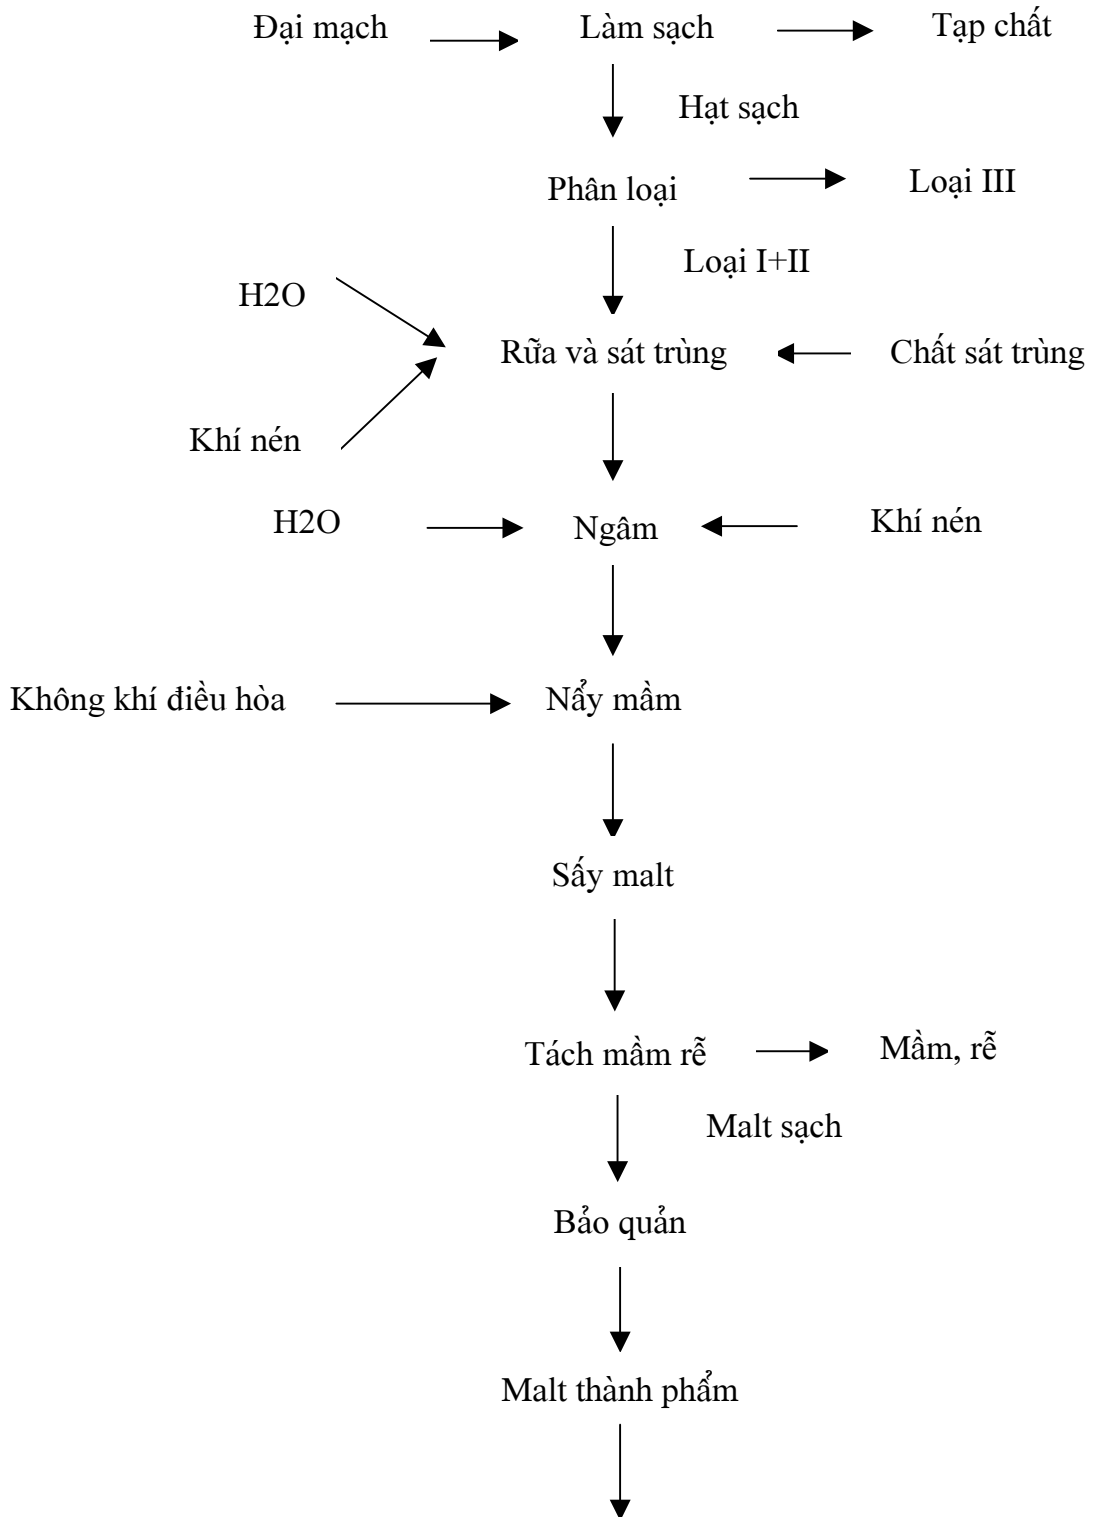 Đại mạch
Làm sạch
Tạp chất
Hạt sạch
Phân loại
Loại III
Loại I+II
H2O
Rữa và sát trùng
Chất sát trùng
Khí nén
H2O
Ngâm
Khí nén
Không khí điều hòa
Nẩy mầm
Sấy malt
Tách mầm rễ
Mầm, rễ
Malt sạch
Bảo quản
Malt thành phẩm